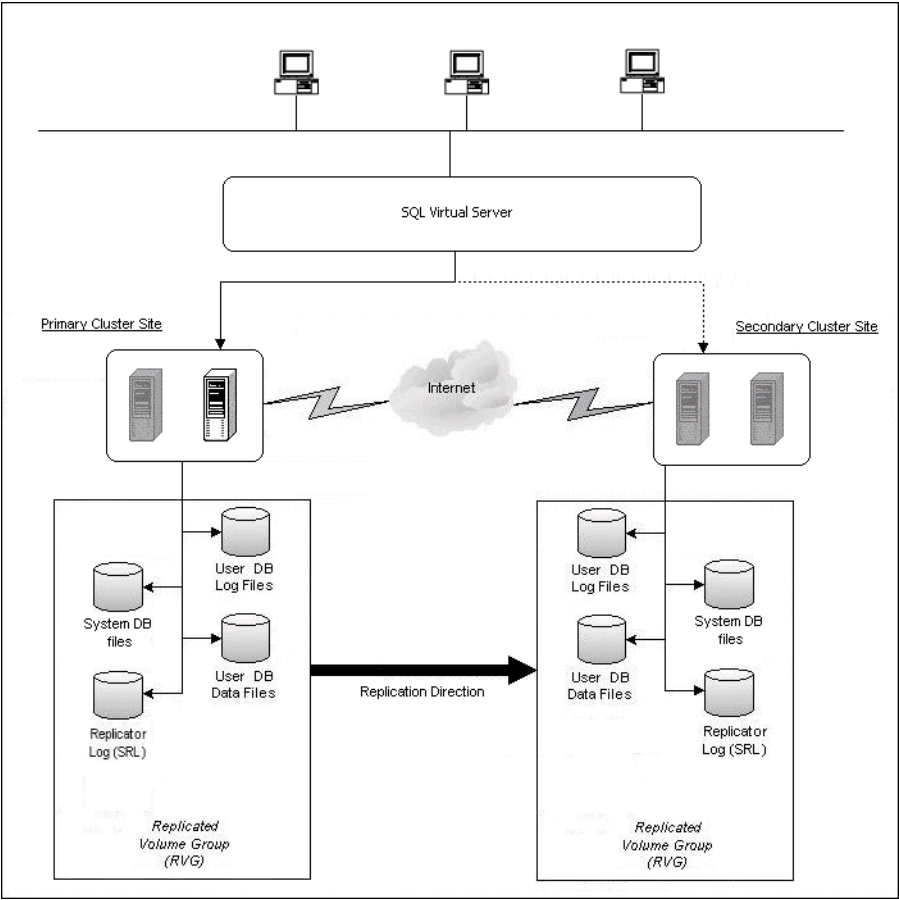 SQL Virtual Server
Primary Cluster Site
Secondary Cluster Site
Internet
User DB
Log Files
System DB
files
User DB
Data Files
Replicator
Log (SRL)
Replicated
Volume Group
(RVG)
Replication Direction
User DB
Log Files
System DB
files
User DB
Data Files
Replicator
Log (SRL)
Replicated
Volume Group
(RVG)